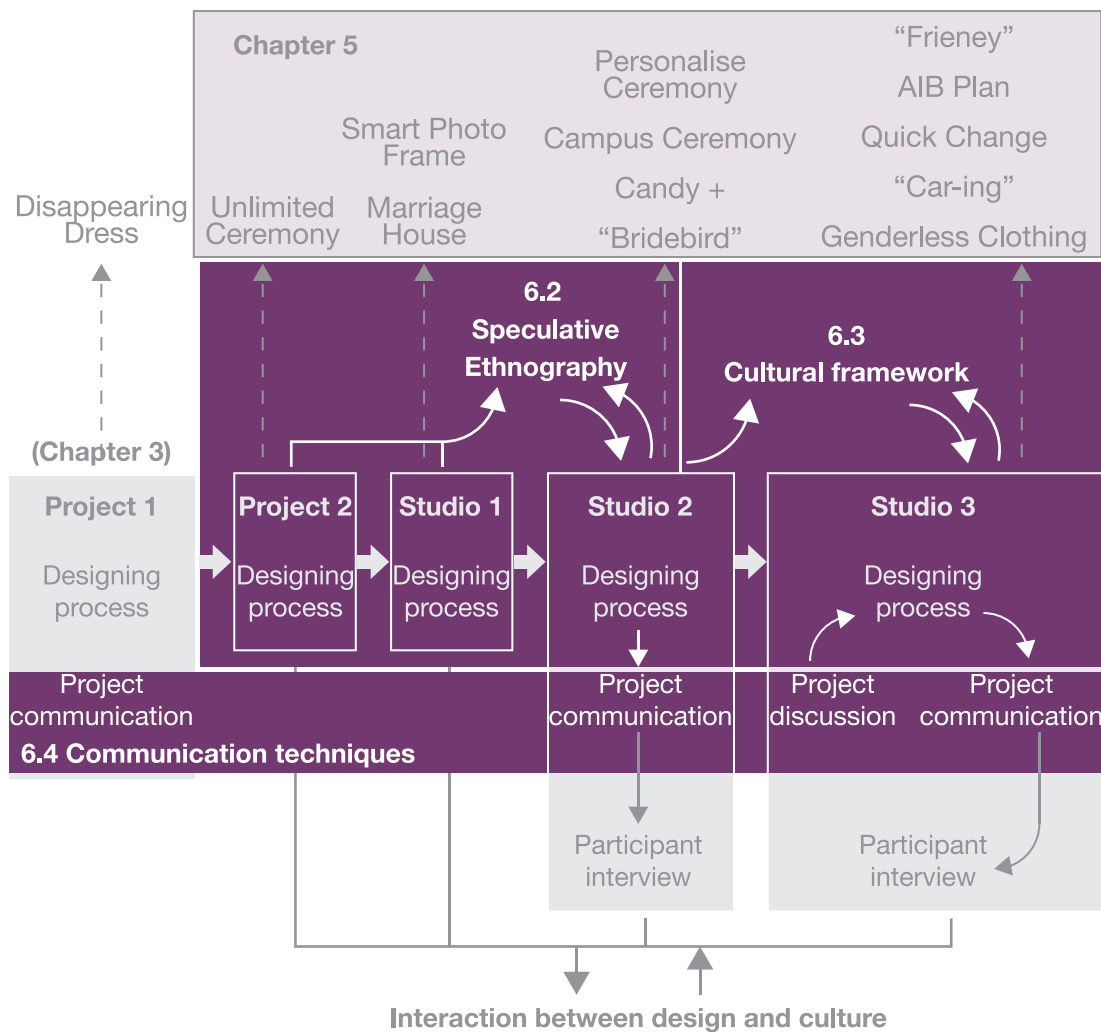 Chapter 5
Disappearing
Dress
Unlimited
Ceremony
Smart Photo
Frame
Marriage
House
Personalise
Ceremony
Campus Ceremony
Candy +
“Bridebird”
“Frieney”
AIB Plan
Quick Change
“Car-ing”
Genderless Clothing
6.2
Speculative
Ethnography
6.3
Cultural framework
(Chapter 3)
Project 1
Designing
process
Project 2
Designing
process
Studio 1
Designing
process
Studio 2
Designing
process
Studio 3
Designing
process
Project
communication
Project
communication
Project
discussion
Project
communication
6.4 Communication techniques
Participant
interview
Participant
interview
Interaction between design and culture